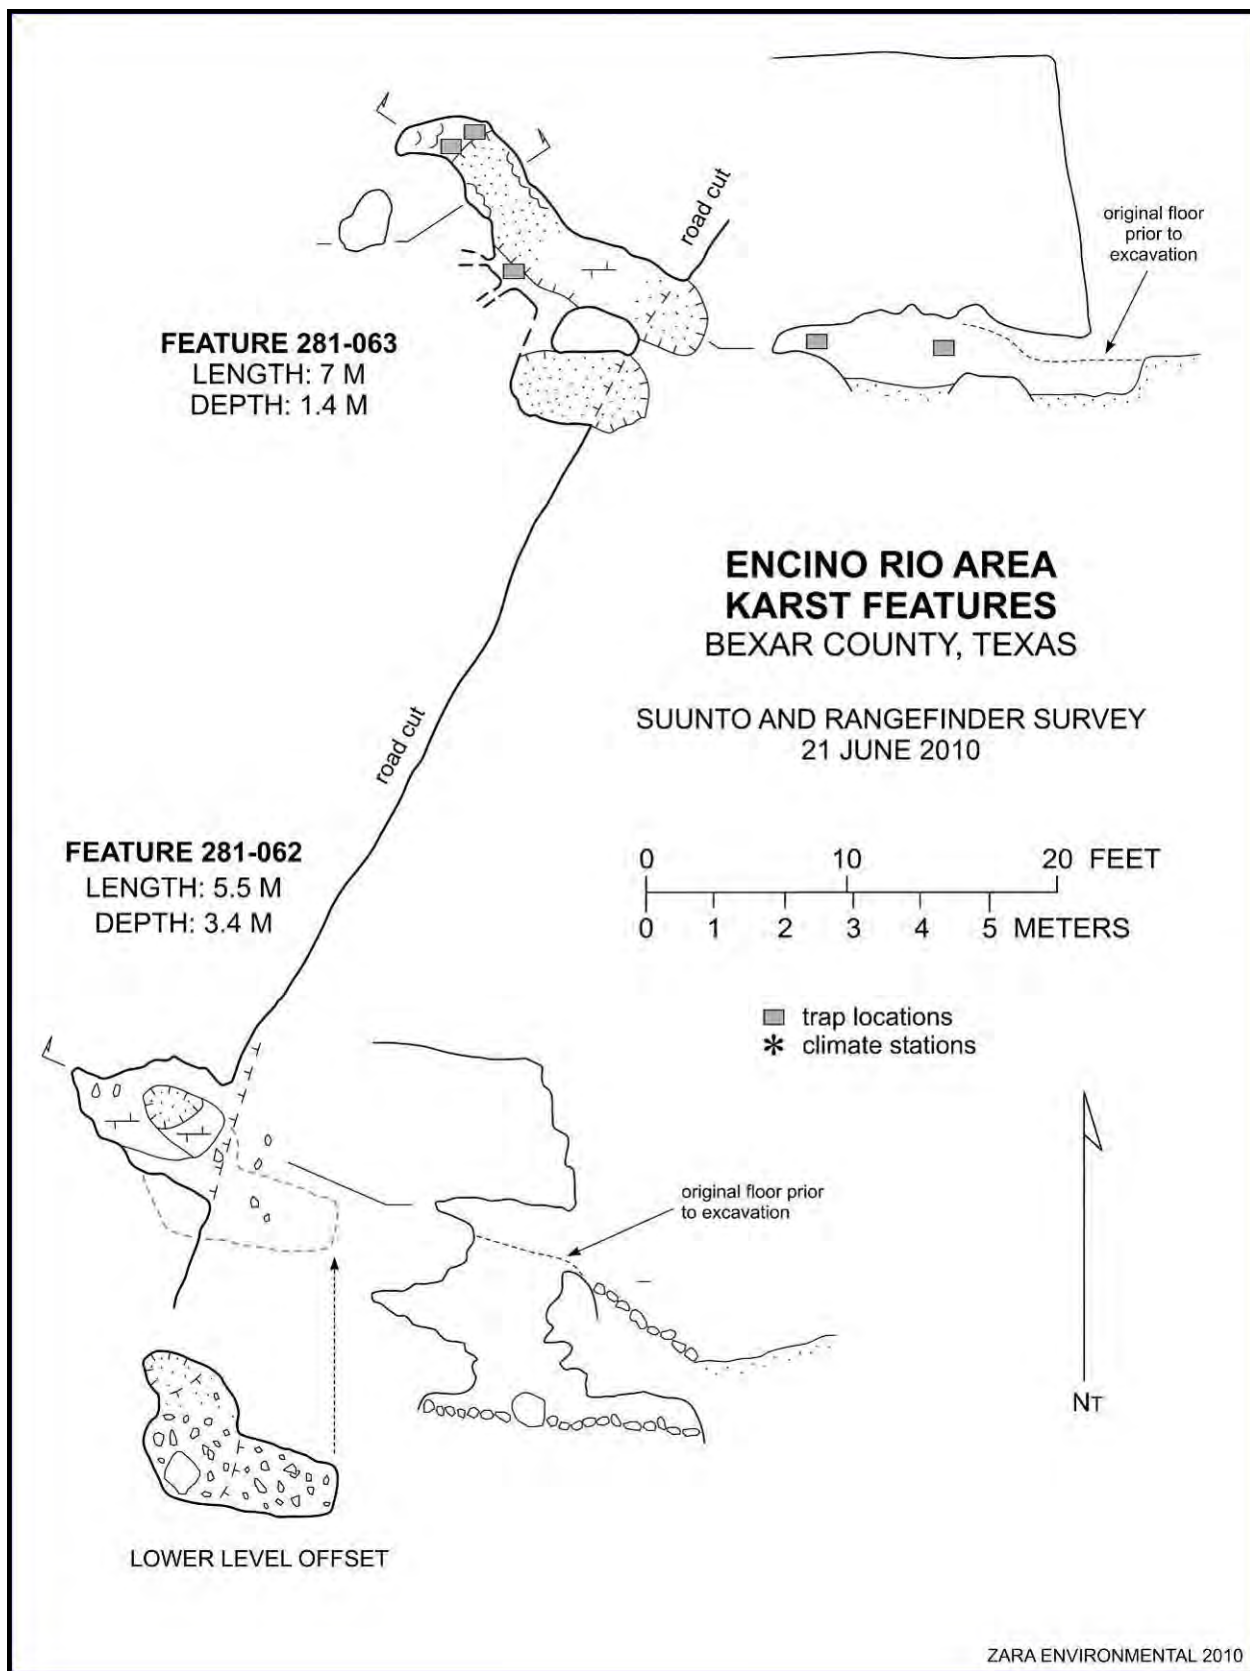 road cut
original floor
prior to
excavation
FEATURE 281-063
LENGTH: 7 M
DEPTH: 1.4 M
ENCINO RIO AREA
KARST FEATURES
BEXAR COUNTY, TEXAS
SUUNTO AND RANGEFINDER SURVEY
21 JUNE 2010
road cut
FEATURE 281-062
LENGTH: 5.5 M
DEPTH: 3.4 M
0 10 20 FEET
0 1 2 3 4 5 METERS
trap locations
* climate stations
original floor prior
to excavation
NT
LOWER LEVEL OFFSET
ZARA ENVIRONMENTAL 2010